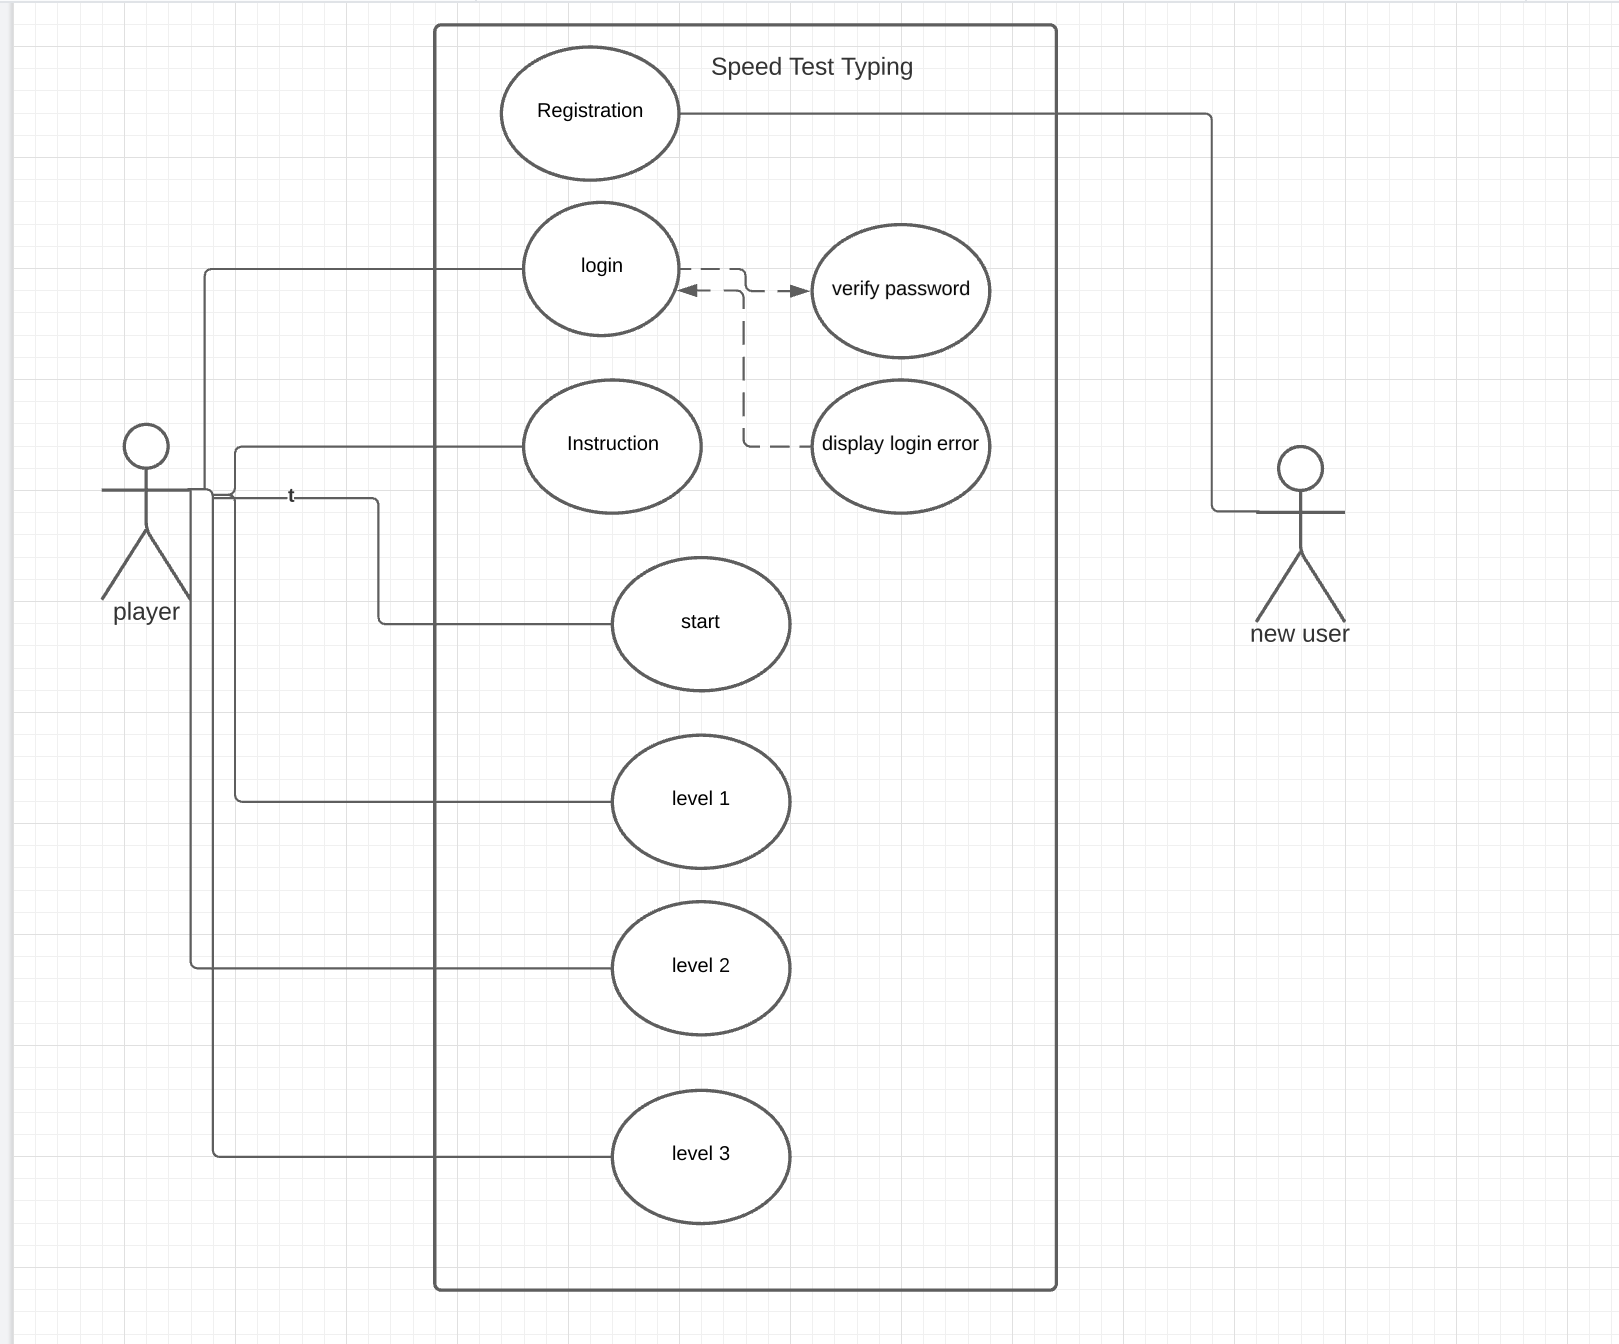 Speed Test Typing
Registration
login
verify password
Instruction
display login error
t
player
start
new user
level 1
level 2
level 3